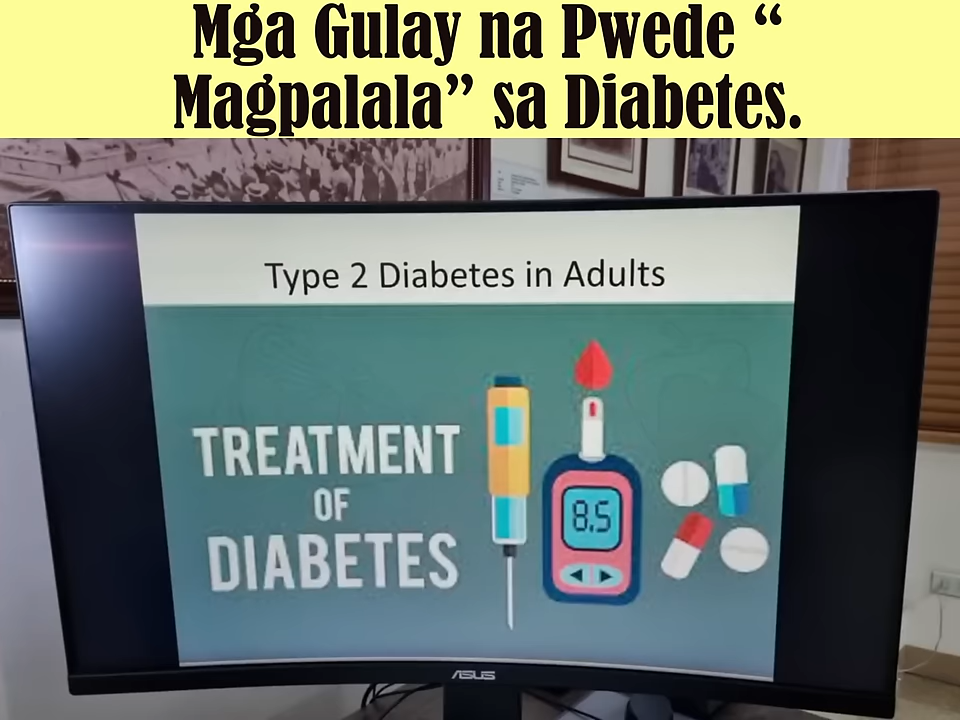 Mga Gulay na Pwede “
Magpalala” sa Diabetes.
Type 2 Diabetes in Adults
TREATMENT
OF
DIABETES
8.5
ASUS